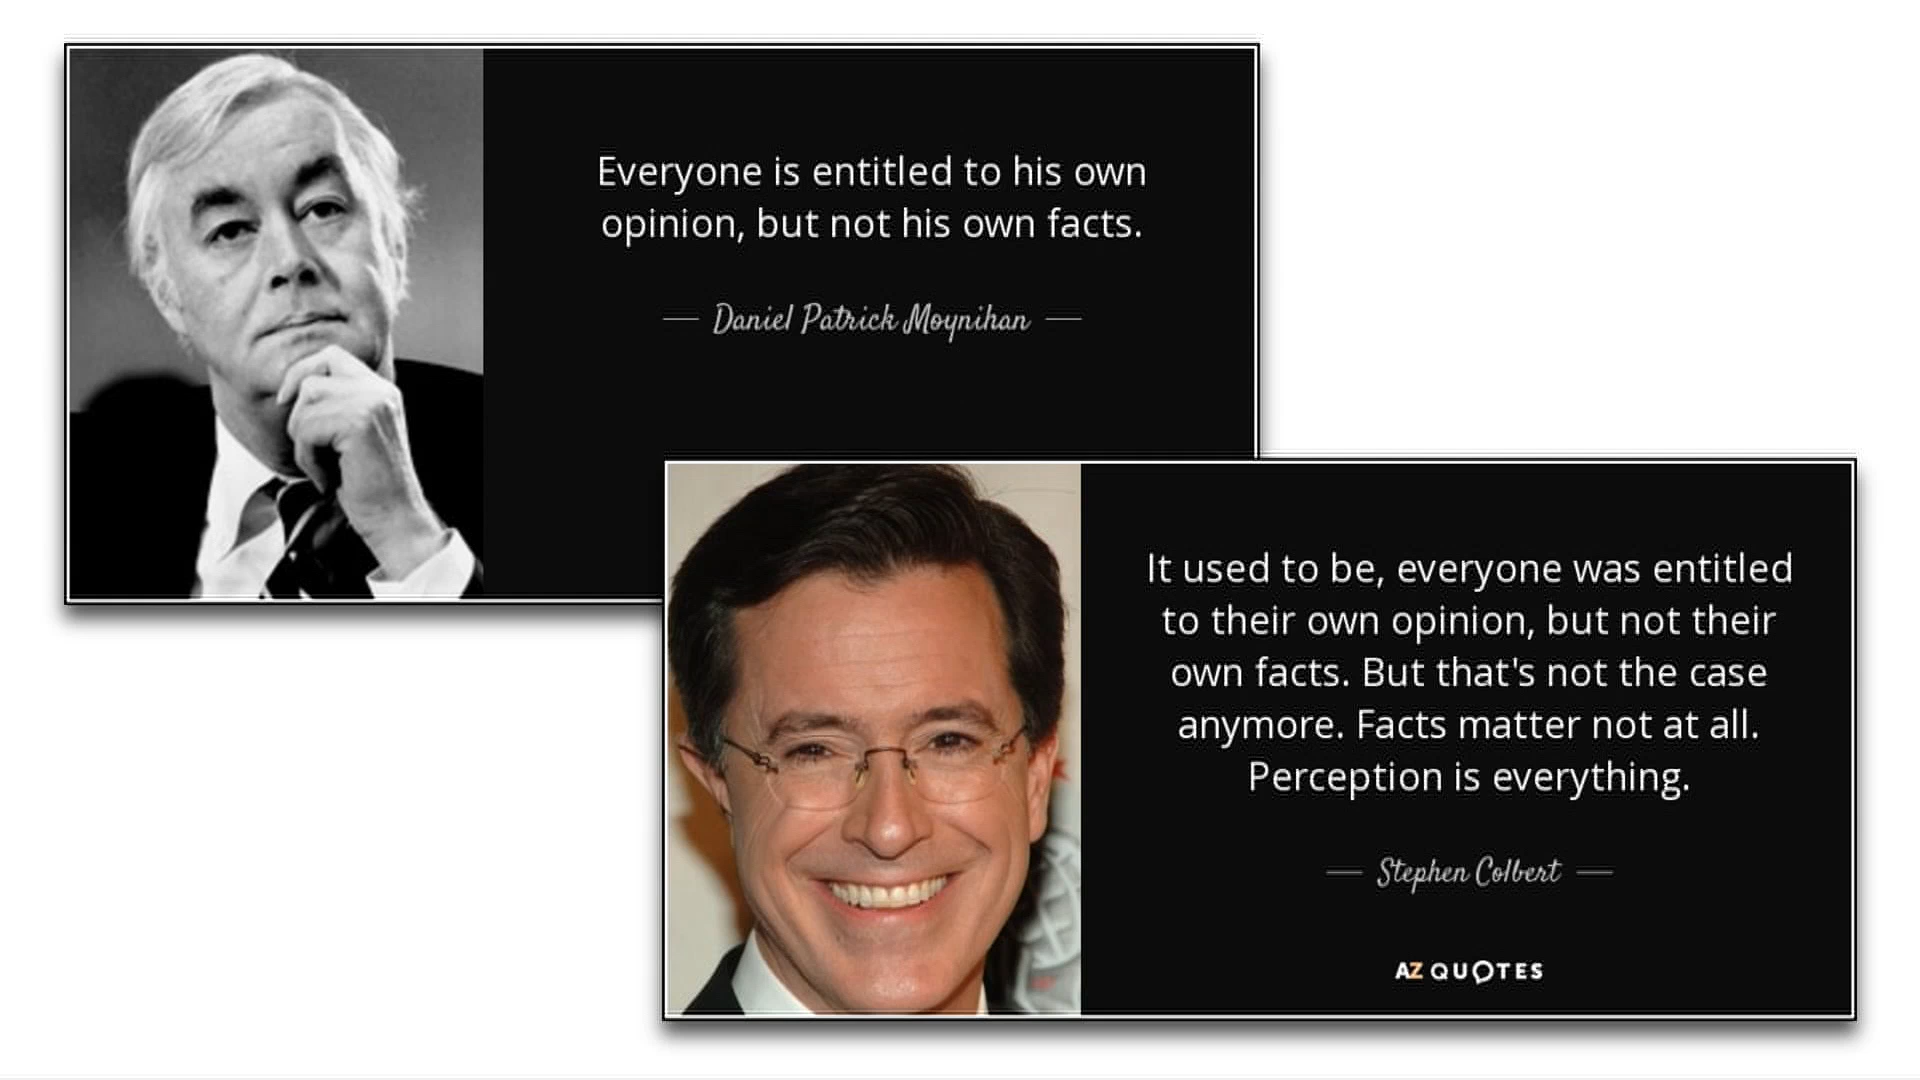 Everyone is entitled to his own
opinion, but not his own facts.
Daniel Patrick Moynihan
It used to be, everyone was entitled
to their own opinion, but not their
own facts. But that's not the case
anymore. Facts matter not at all.
Perception is everything.
Stephen Colbert
AZ QUOTES